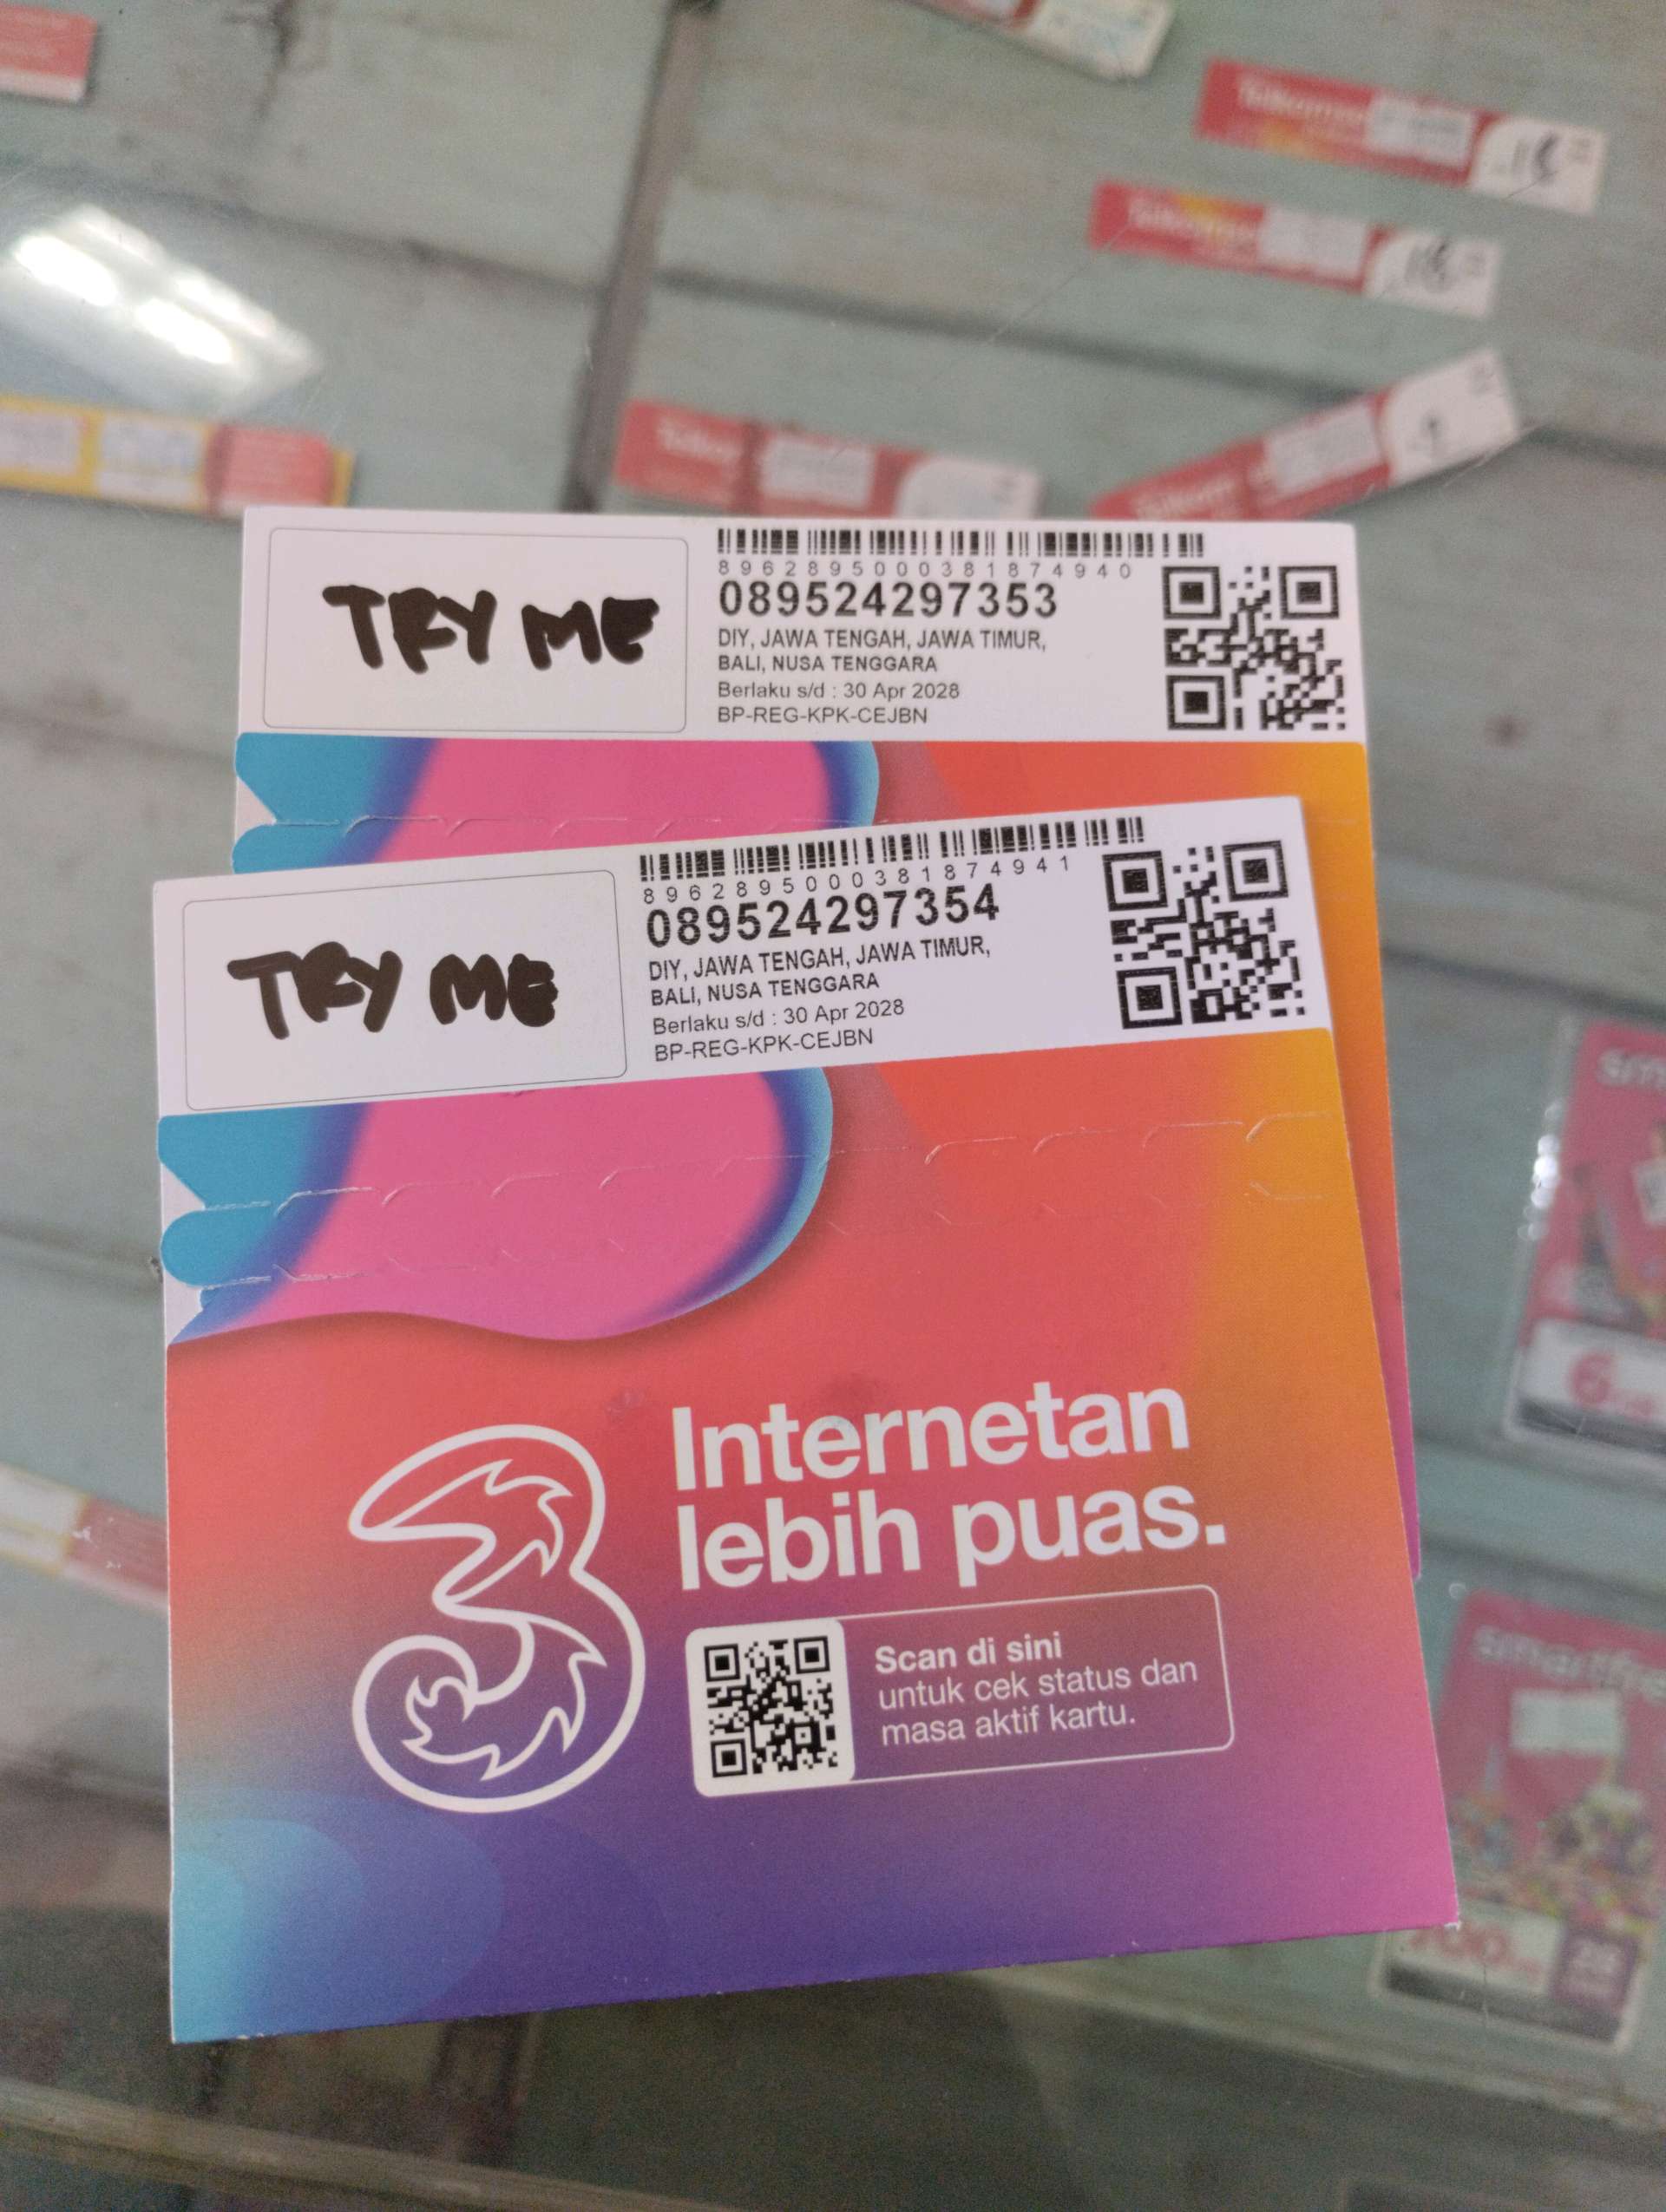 TRY ME
8962895000381874940
089524297353
DIY, JAWA TENGAH, JAWA TIMUR,
BALI, NUSA TENGGARA
Berlaku s/d : 30 Apr 2028
BP-REG-KPK-CEJBN
TRY ME
8962895000381874941
089524297354
DIY, JAWA TENGAH, JAWA TIMUR,
BALI, NUSA TENGGARA
Berlaku s/d : 30 Apr 2028
BP-REG-KPK-CEJBN
3
Internetan
lebih puas.
Scan di sini
untuk cek status dan
masa aktif kartu.